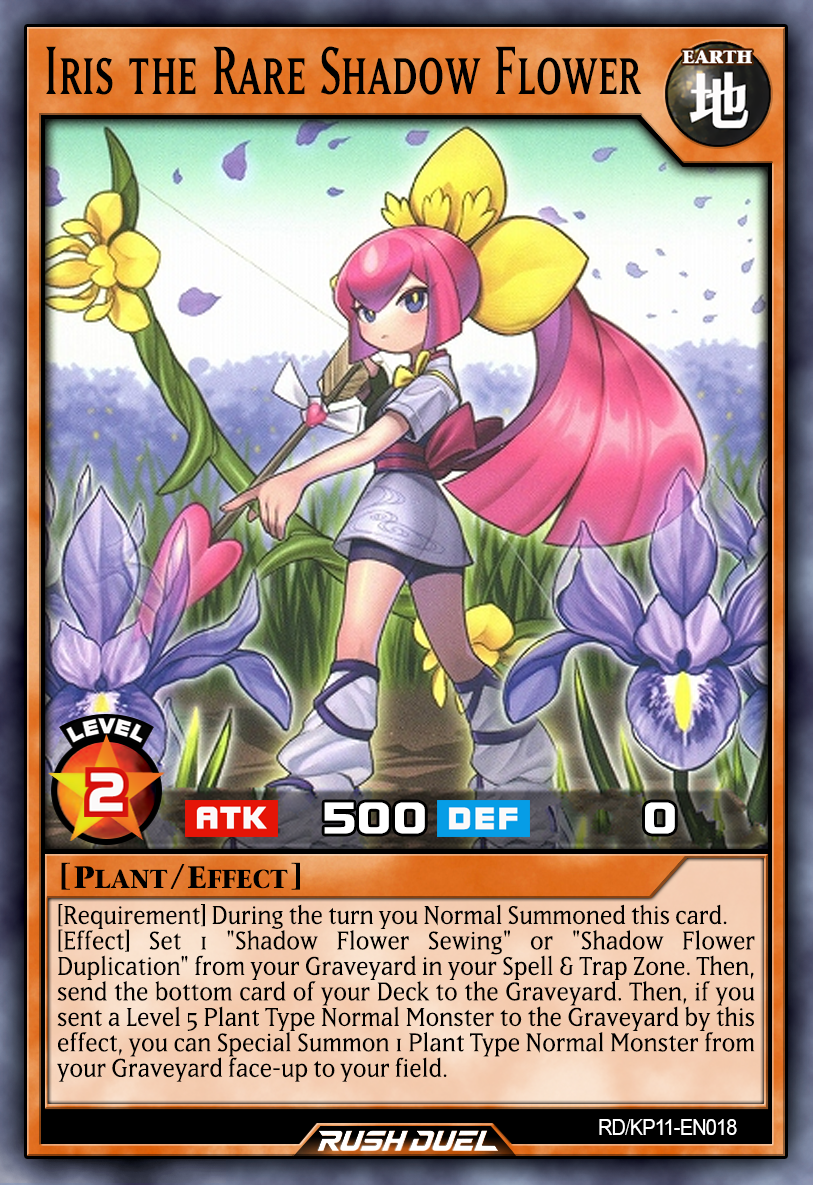 Iris the Rare Shadow Flower
EARTH
地
LEVEL
2
ATK 500 DEF 0
[Plant/Effect]
[Requirement] During the turn you Normal Summoned this card.
[Effect] Set 1 "Shadow Flower Sewing" or "Shadow Flower
Duplication" from your Graveyard in your Spell & Trap Zone. Then,
send the bottom card of your Deck to the Graveyard. Then, if you
sent a Level 5 Plant Type Normal Monster to the Graveyard by this
effect, you can Special Summon 1 Plant Type Normal Monster from
your Graveyard face-up to your field.
RD/KP11-EN018
RUSH DUEL